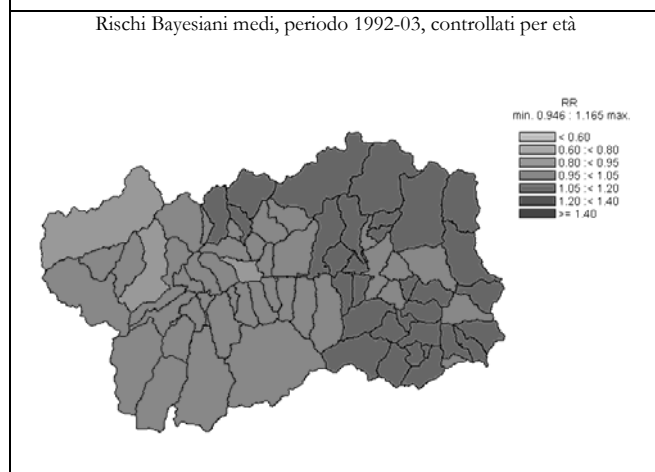 Rischi Bayesiani medi, periodo 1992-03, controllati per età
RR
min. 0.946 : 1.165 max.
< 0.60
0.60 :< 0.80
0.80 :< 0.95
0.95 :< 1.05
1.05 :< 1.20
1.20 :< 1.40
>= 1.40